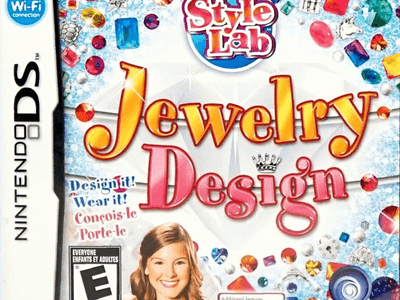 Wi-Fi
connection
Style
Lab
NINTENDO DS™
Jewelry
Design
Design it!
Wear it!
Conçois-le
Porte-le
EVERYONE
ENFANTS ET ADULTES
E